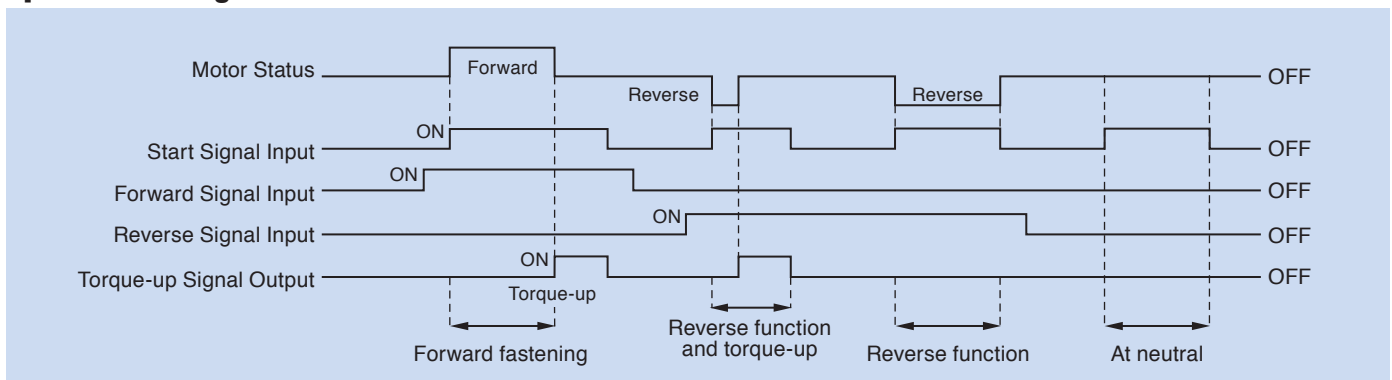 Motor Status
Forward
Reverse
Reverse
OFF
Start Signal Input
ON
OFF
Forward Signal Input
ON
OFF
Reverse Signal Input
ON
OFF
Torque-up Signal Output
ON
OFF
Torque-up
Forward fastening
Reverse function
and torque-up
Reverse function
At neutral